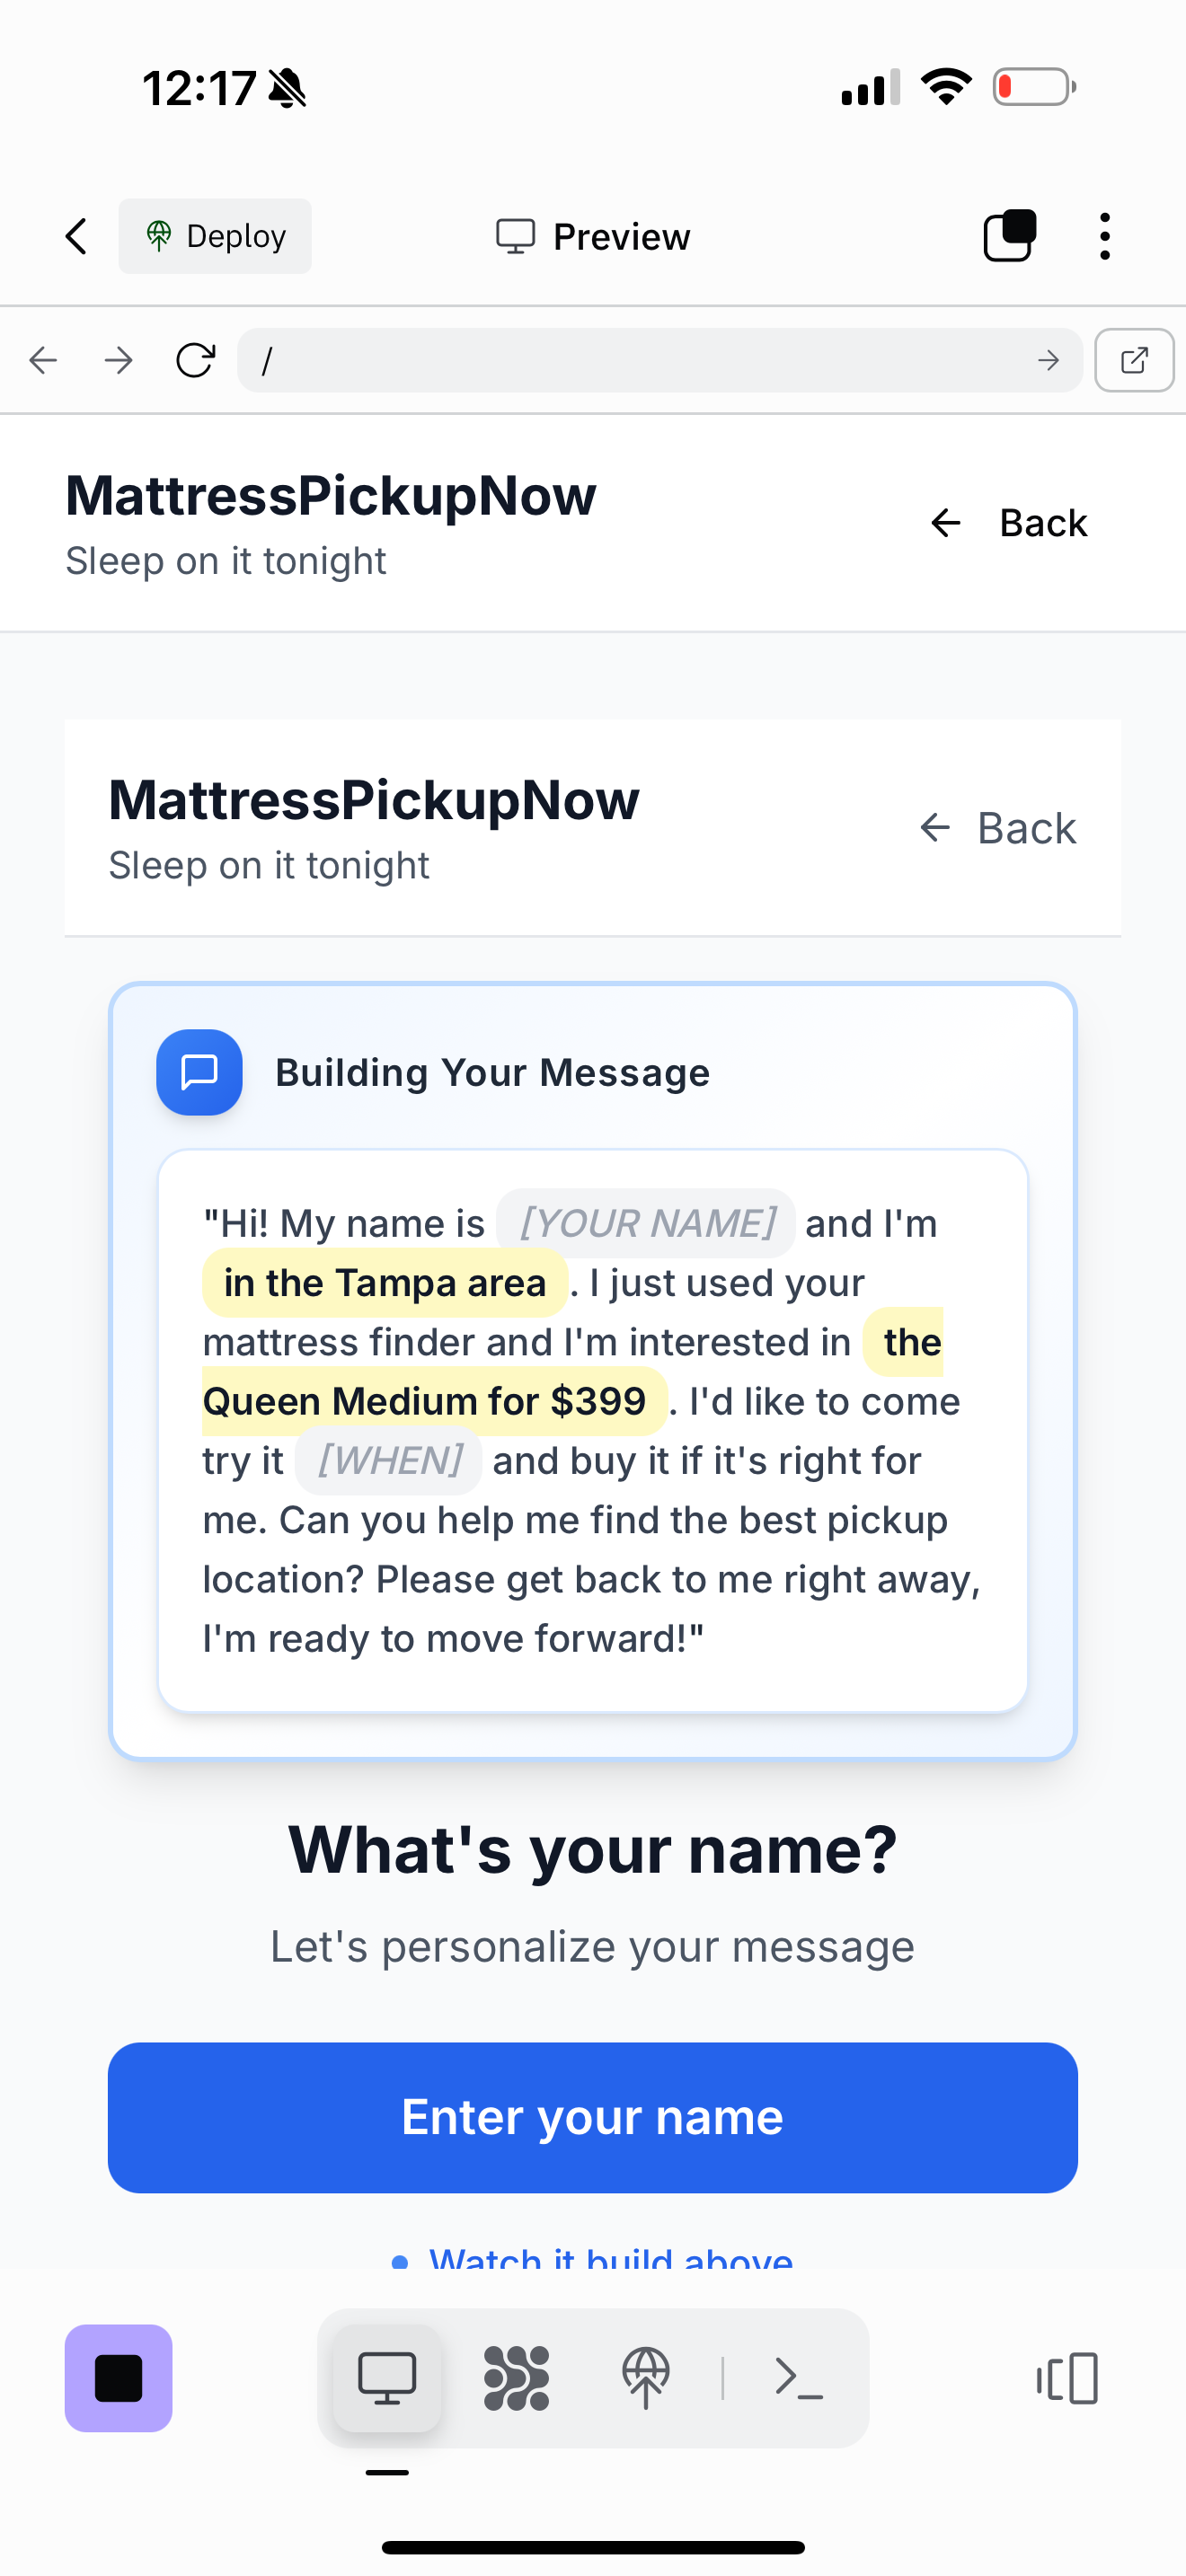 12:17
Deploy
Preview
/
MattressPickupNow
Sleep on it tonight
Back
MattressPickupNow
Sleep on it tonight
Back
Building Your Message
"Hi! My name is [YOUR NAME] and I'm
in the Tampa area. I just used your
mattress finder and I'm interested in the
Queen Medium for $399. I'd like to come
try it [WHEN] and buy it if it's right for
me. Can you help me find the best pickup
location? Please get back to me right away,
I'm ready to move forward!"
What's your name?
Let's personalize your message
Enter your name
Watch it build above